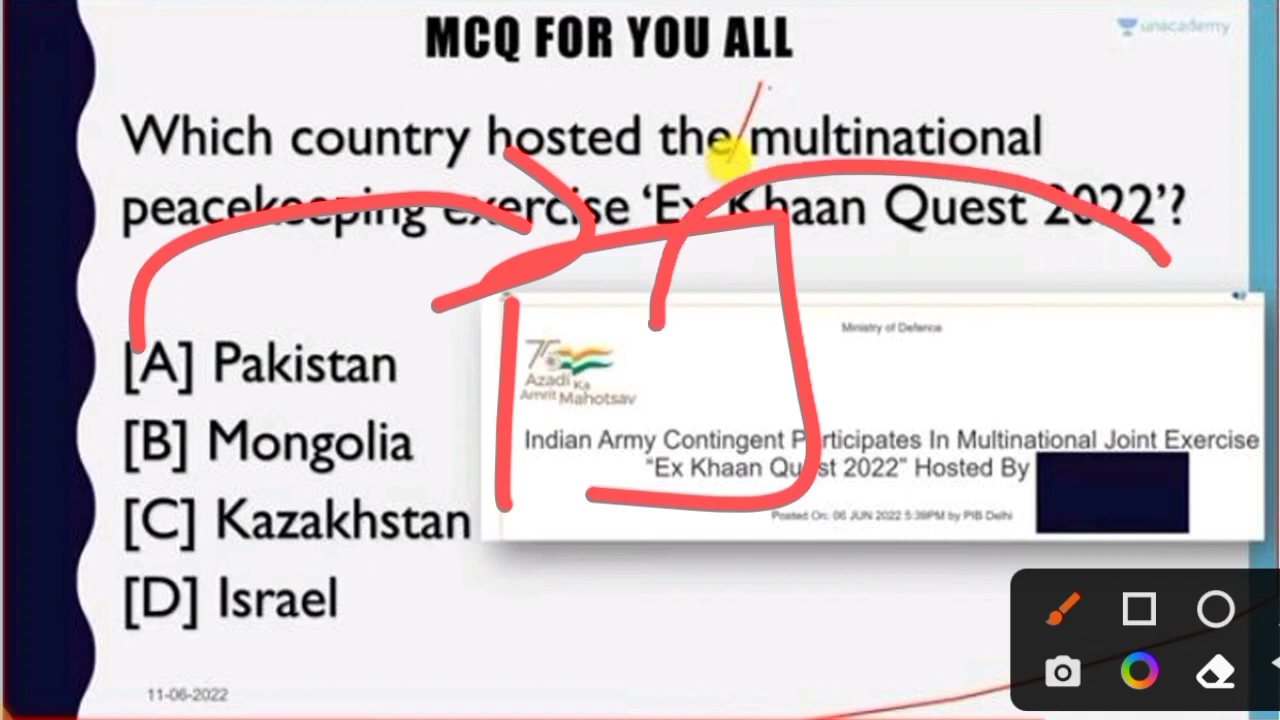 MCQ FOR YOU ALL
unacademy
Which country hosted the multinational
peacekeeping exercise ‘Ex Khaan Quest 2022’?
[A] Pakistan
[B] Mongolia
[C] Kazakhstan
[D] Israel
Ministry of Defence
75
Azadi Ka
Amrit Mahotsav
Indian Army Contingent Participates In Multinational Joint Exercise
“Ex Khaan Quest 2022” Hosted By
Posted On: 06 JUN 2022 5:39PM by PIB Delhi
11-06-2022